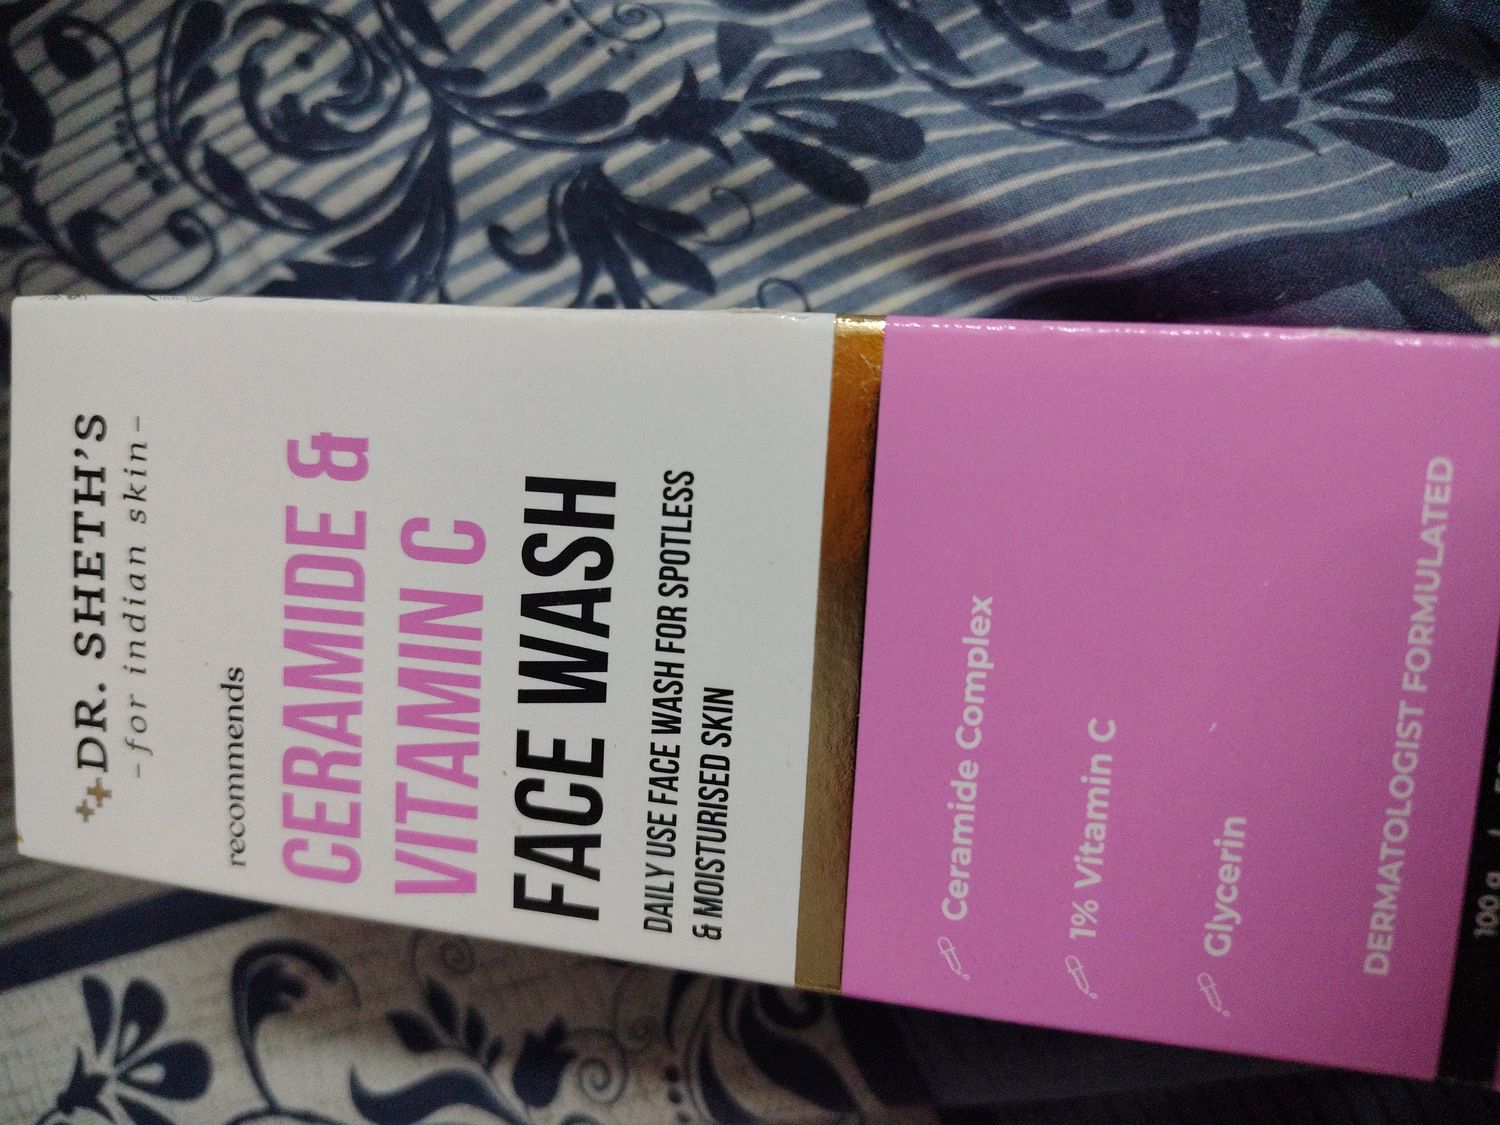 DR. SHETH'S
-for indian skin-
recommends
CERAMIDE &
VITAMIN C
FACE WASH
DAILY USE FACE WASH FOR SPOTLESS
& MOISTURISED SKIN
Ceramide Complex
1% Vitamin C
Glycerin
DERMATOLOGIST FORMULATED
100 g